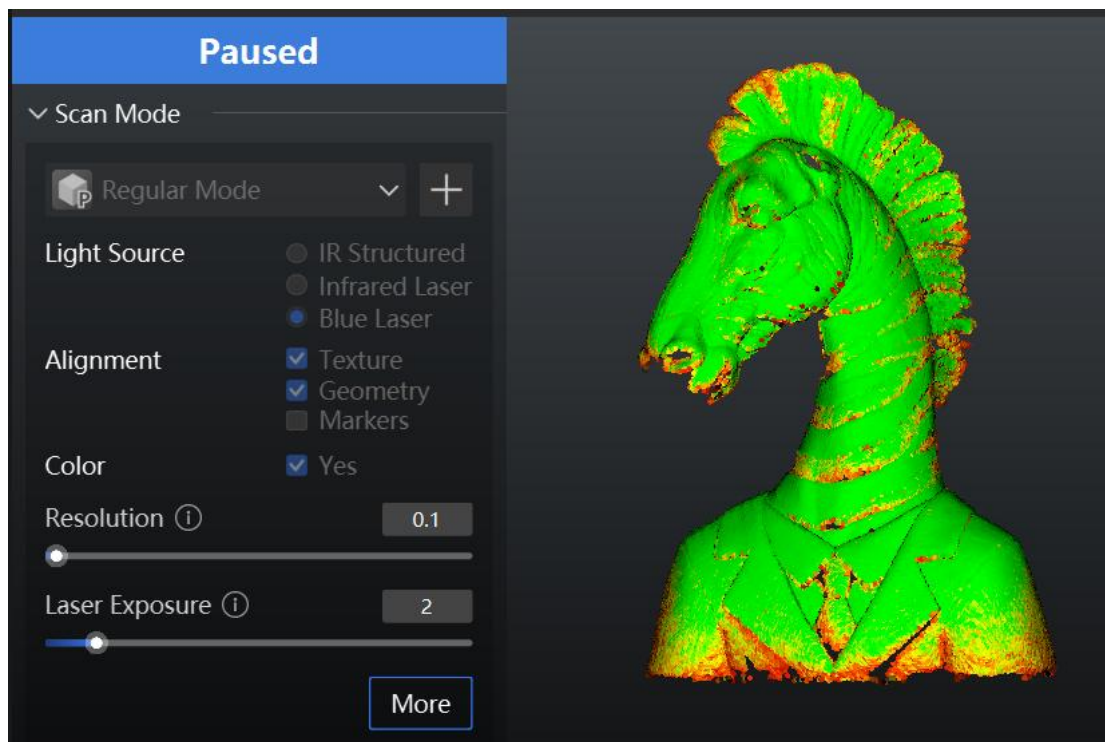 Paused
Scan Mode
P Regular Mode
Light Source
IR Structured
Infrared Laser
Blue Laser
Alignment
Texture
Geometry
Markers
Color
Yes
Resolution i
0.1
Laser Exposure i
2
More